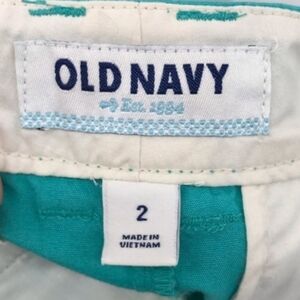 OLD NAVY
Est. 1994
2
MADE IN
VIETNAM